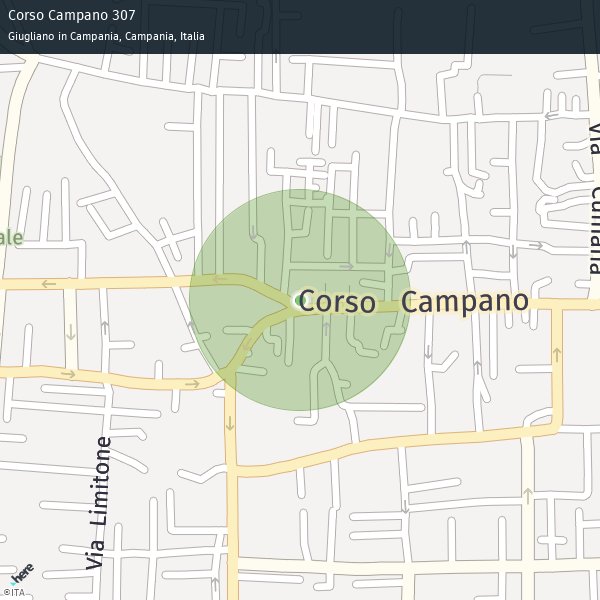 Corso Campano 307
Giugliano in Campania, Campania, Italia
Via Cumana
ale
Corso Campano
Via Limitone
here
©ITA